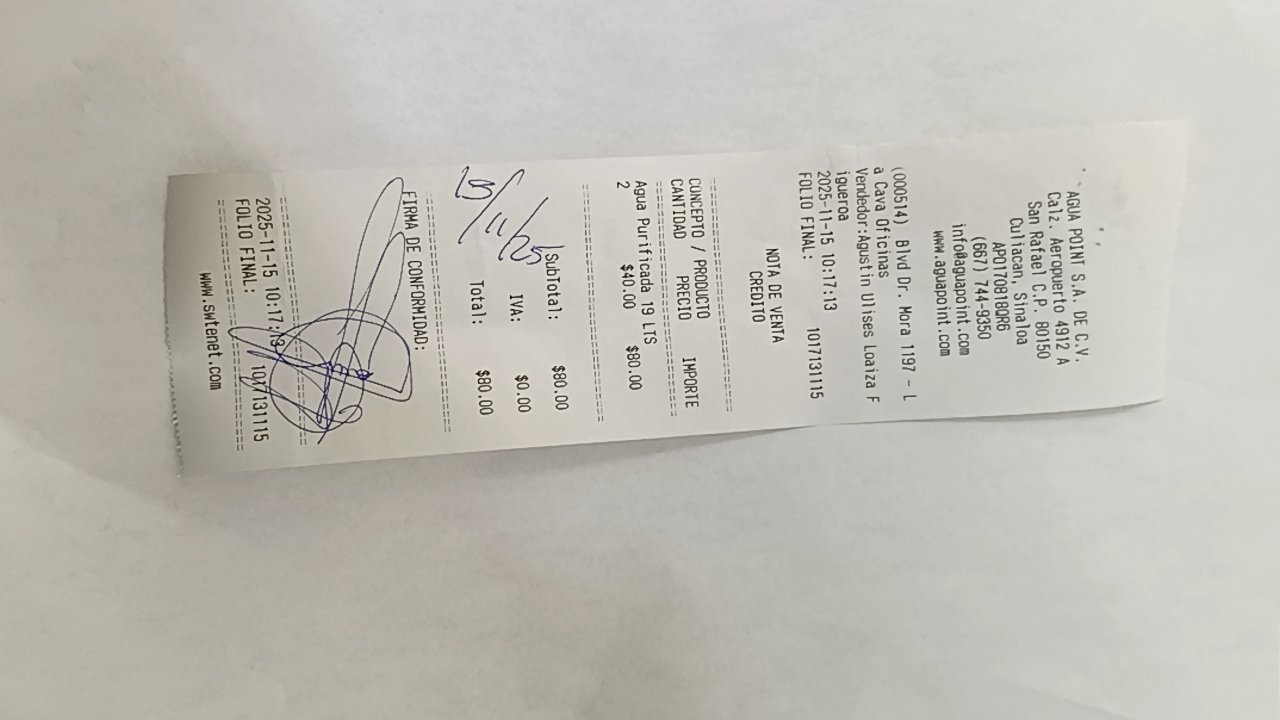 AGUA POINT S.A. DE C.V.
Calz. Aeropuerto 4912 A
San Rafael C.P. 80150
Culiacan, Sinaloa
APO170818QR6
(667) 744-9350
info@aguapoint.com
www.aguapoint.com
(000514) Blvd Dr. Mora 1197 - L
a Cava Oficinas
Vendedor:Agustin Ulises Loaiza F
igueroa
2025-11-15 10:17:13
FOLIO FINAL: 1017131115
NOTA DE VENTA
CREDITO
CONCEPTO / PRODUCTO
CANTIDAD PRECIO IMPORTE
Agua Purificada 19 LTS
2 $40.00 $80.00
SubTotal: $80.00
IVA: $0.00
Total: $80.00
15/11/25
FIRMA DE CONFORMIDAD:
2025-11-15 10:17:13
FOLIO FINAL: 1017131115
www.swtenet.com